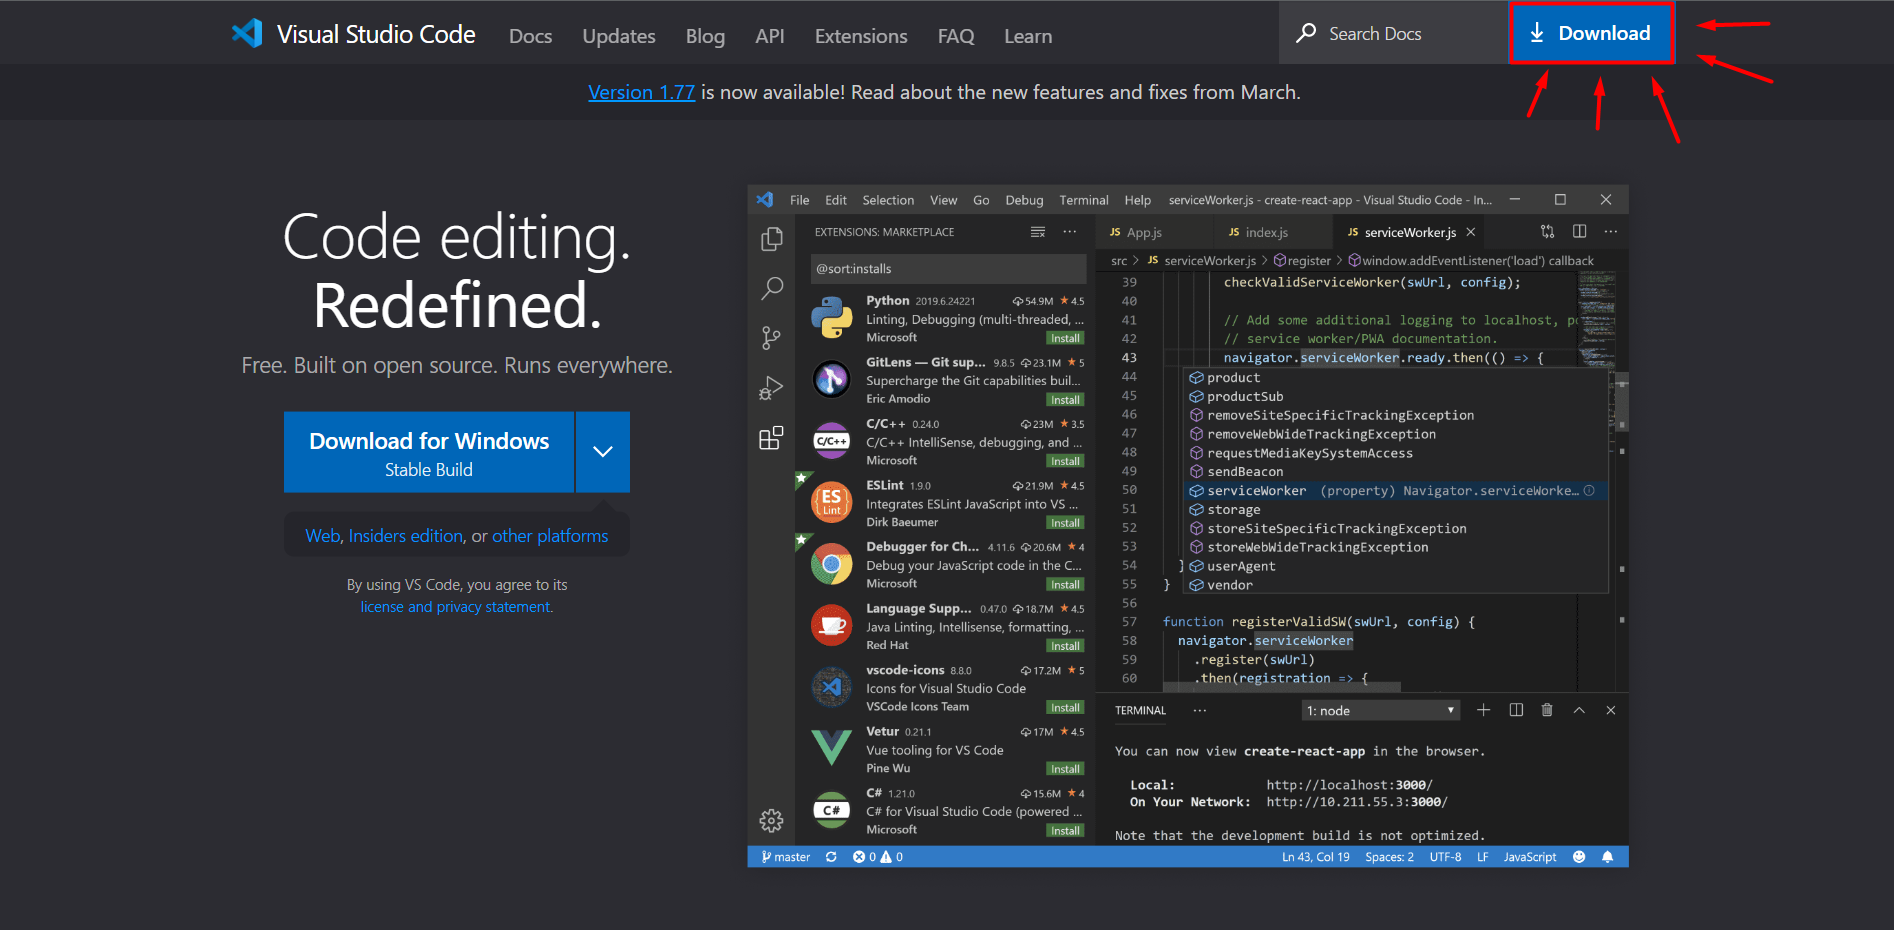 Visual Studio Code Docs Updates Blog API Extensions FAQ Learn Search Docs Download
Version 1.77 is now available! Read about the new features and fixes from March.
Code editing.
Redefined.
Free. Built on open source. Runs everywhere.
Download for Windows
Stable Build
Web, Insiders edition, or other platforms
By using VS Code, you agree to its
license and privacy statement.
File Edit Selection View Go Debug Terminal Help serviceWorker.js - create-react-app - Visual Studio Code - In...
EXTENSIONS: MARKETPLACE
@sort:installs
Python 2019.6.24221 54.9M ★ 4.5
Linting, Debugging (multi-threaded, ...
Microsoft Install
GitLens — Git sup... 9.8.5 23.1M ★ 5
Supercharge the Git capabilities buil...
Eric Amodio Install
C/C++
C/C++ 0.24.0 23M ★ 3.5
C/C++ IntelliSense, debugging, and ...
Microsoft Install
ES
Lint
ESLint 1.9.0 21.9M ★ 4.5
Integrates ESLint JavaScript into VS ...
Dirk Baeumer Install
Debugger for Ch... 4.11.6 20.6M ★ 4
Debug your JavaScript code in the C...
Microsoft Install
Language Supp... 0.47.0 18.7M ★ 4.5
Java Linting, Intellisense, formatting, ...
Red Hat Install
vscode-icons 8.8.0 17.2M ★ 5
Icons for Visual Studio Code
VSCode Icons Team Install
Vetur 0.21.1 17M ★ 4.5
Vue tooling for VS Code
Pine Wu Install
C#
C# 1.21.0 15.6M ★ 4
C# for Visual Studio Code (powered ...
Microsoft Install
JS App.js JS index.js JS serviceWorker.js
src > JS serviceWorker.js > register > window.addEventListener('load') callback
39 checkValidServiceWorker(swUrl, config);
40
41 // Add some additional logging to localhost, po
42 // service worker/PWA documentation.
43 navigator.serviceWorker.ready.then(() => {
44 product
45 productSub
46 removeSiteSpecificTrackingException
47 removeWebWideTrackingException
48 requestMediaKeySystemAccess
49 sendBeacon
50 serviceWorker (property) Navigator.serviceWorke...
51 storage
52 storeSiteSpecificTrackingException
53 storeWebWideTrackingException
54 } userAgent
55 } vendor
56
57 function registerValidSW(swUrl, config) {
58 navigator.serviceWorker
59 .register(swUrl)
60 .then(registration => {
TERMINAL ... 1: node
You can now view create-react-app in the browser.
Local: http://localhost:3000/
On Your Network: http://10.211.55.3:3000/
Note that the development build is not optimized.
master 0 0 Ln 43, Col 19 Spaces: 2 UTF-8 LF JavaScript